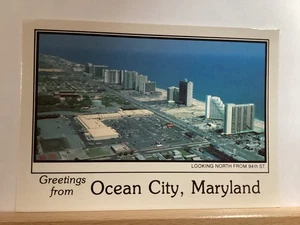 LOOKING NORTH FROM 94th ST.
Greetings
from Ocean City, Maryland